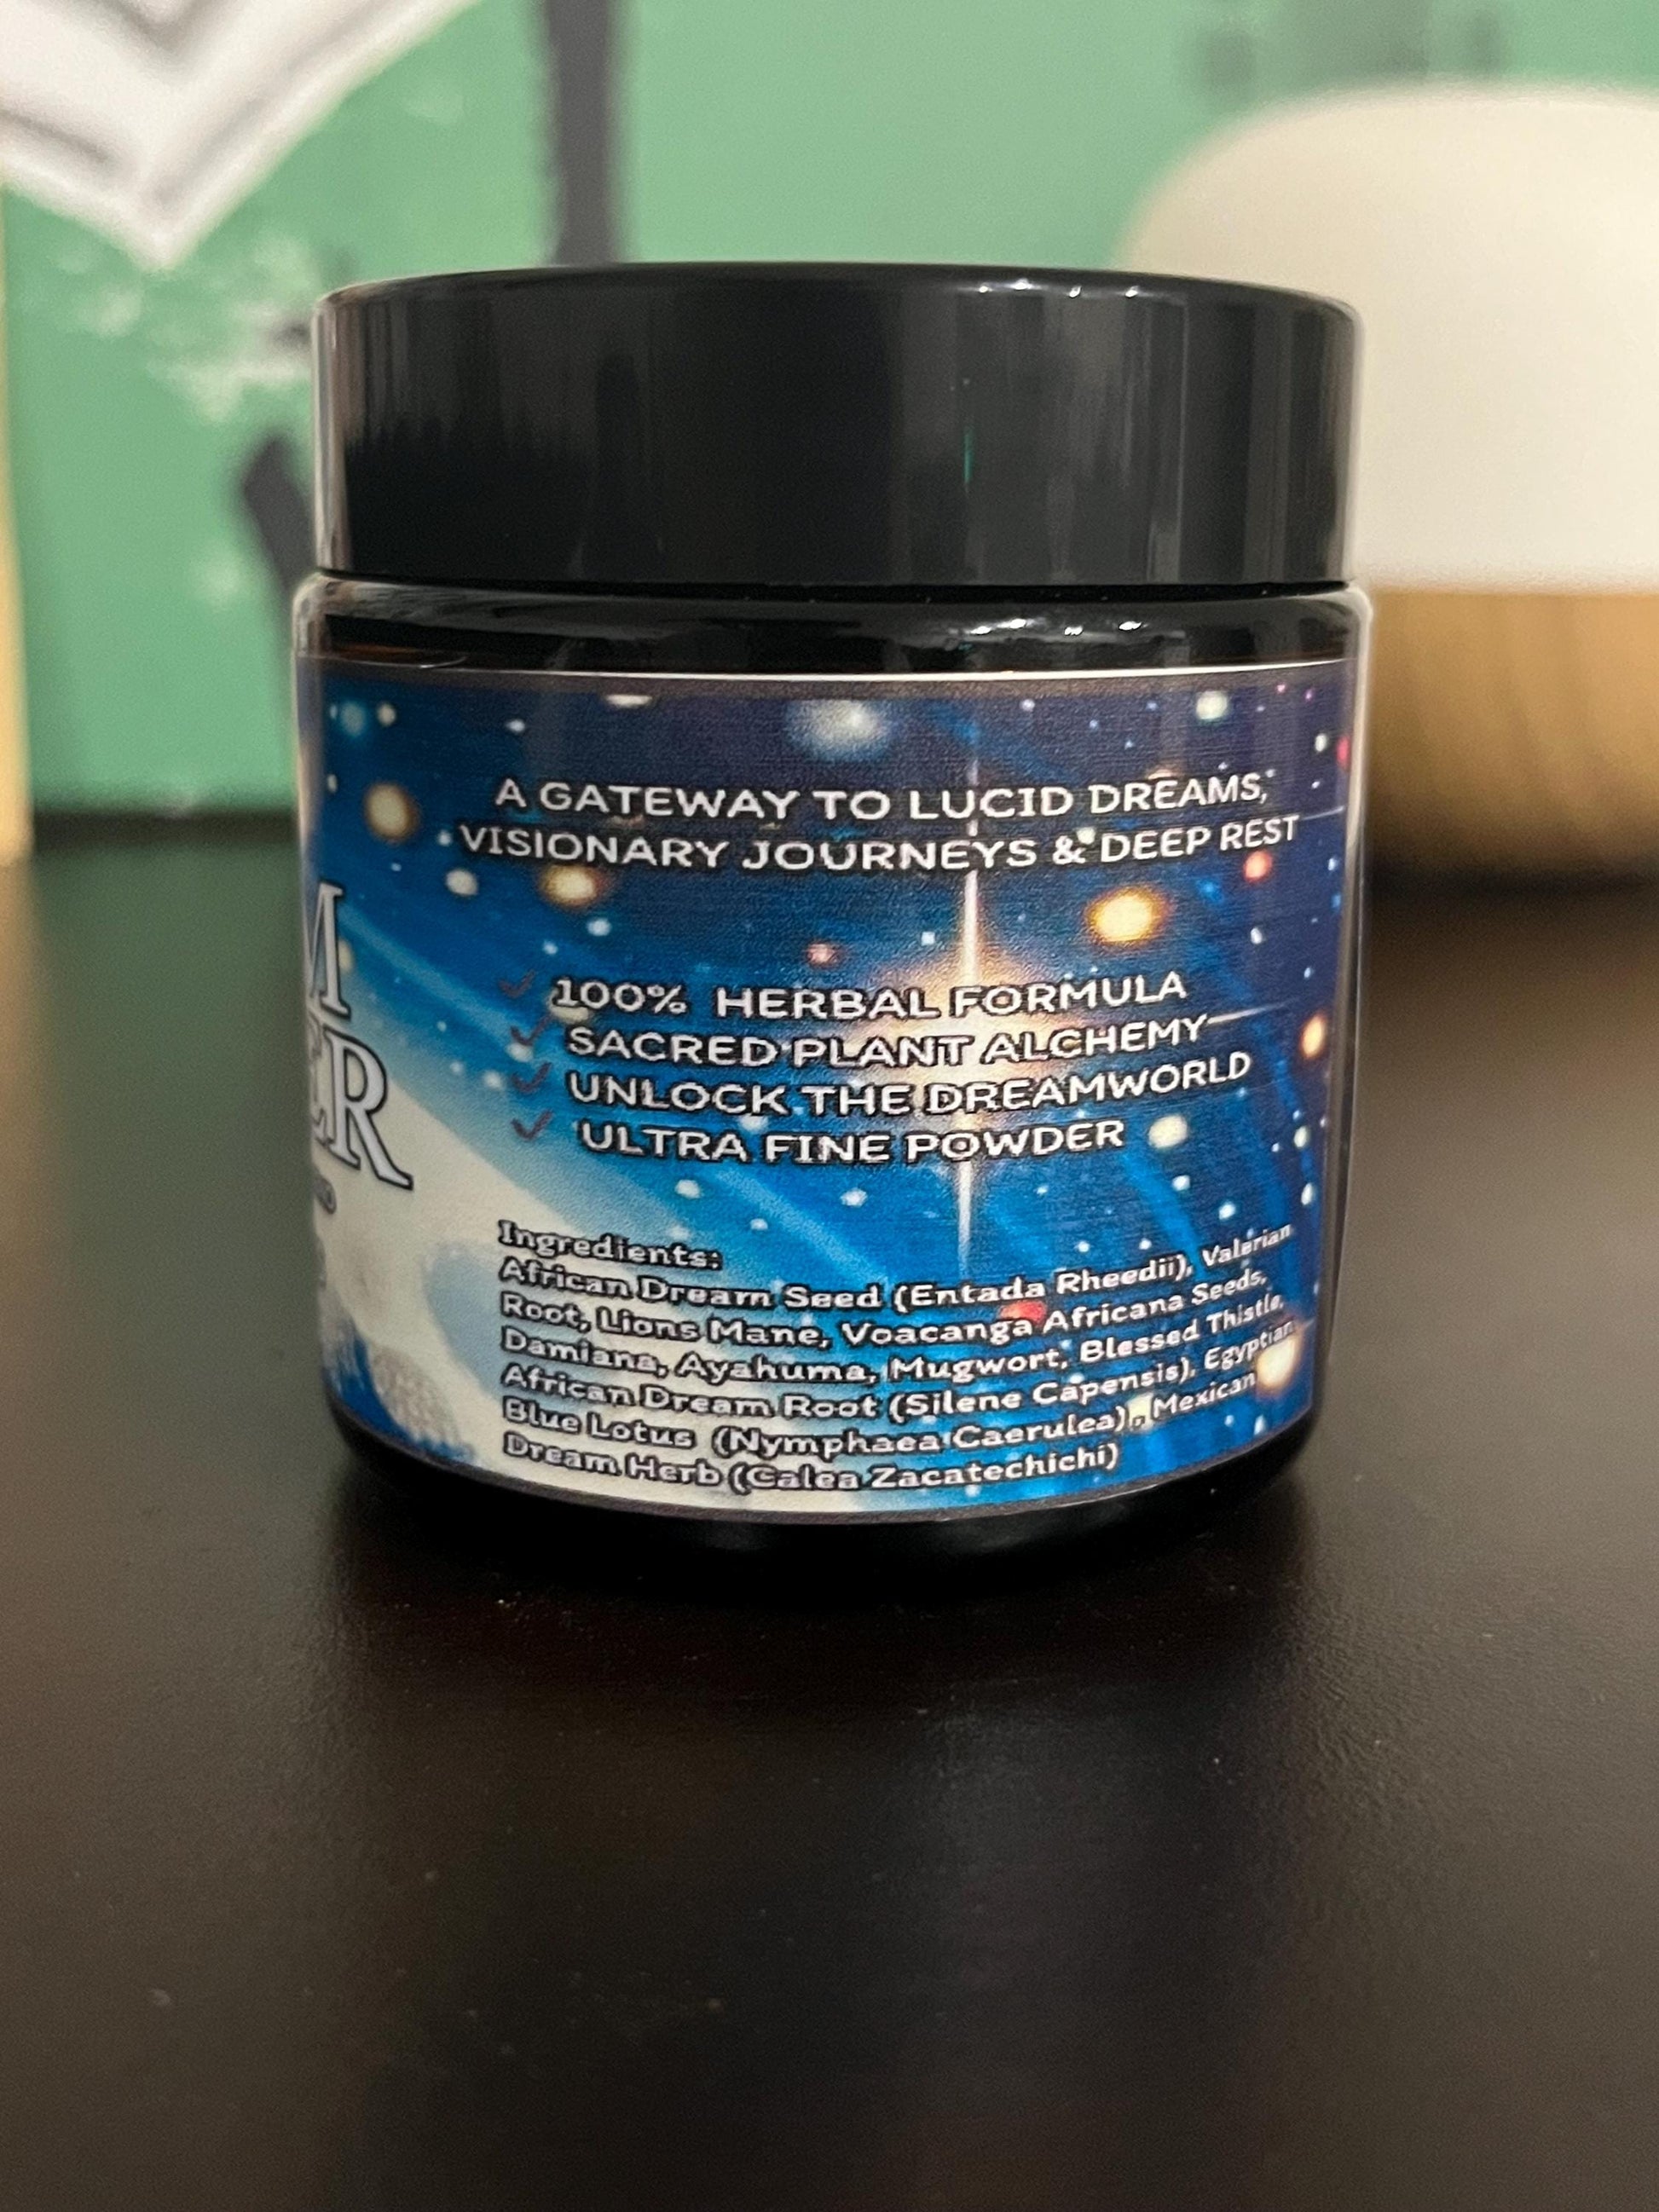 A GATEWAY TO LUCID DREAMS,
VISIONARY JOURNEYS & DEEP REST
M
ER
100% HERBAL FORMULA
SACRED PLANT ALCHEMY
UNLOCK THE DREAMWORLD
ULTRA FINE POWDER
Ingredients:
African Dream Seed (Entada Rheedii), Valerian
Root, Lions Mane, Voacanga Africana Seeds,
Damiana, Ayahuma, Mugwort, Blessed Thistle,
African Dream Root (Silene Capensis), Egyptian
Blue Lotus (Nymphaea Caerulea), Mexican
Dream Herb (Calea Zacatechichi)